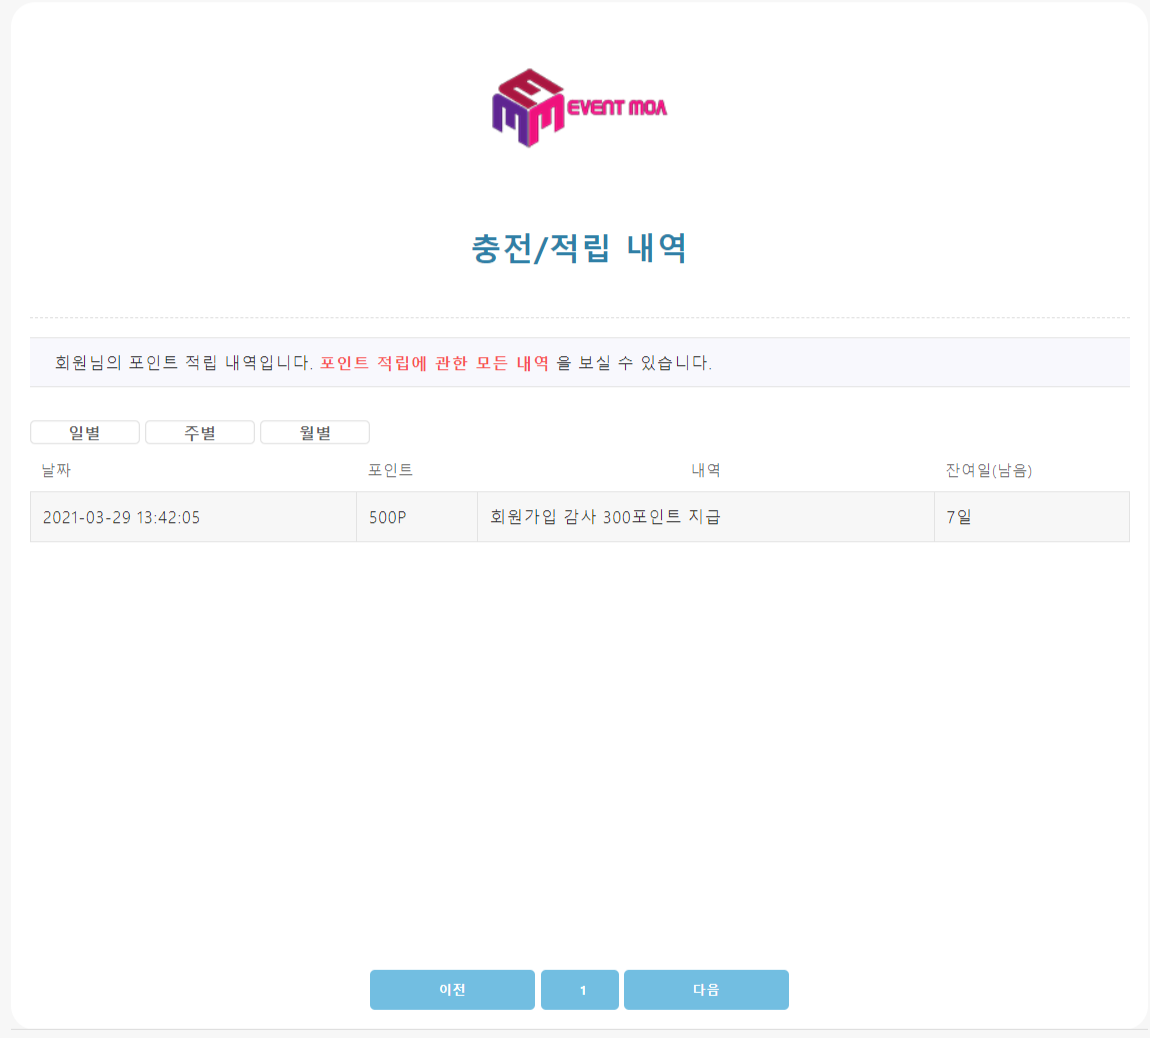 EVENT MOA
충전/적립 내역
회원님의 포인트 적립 내역입니다. 포인트 적립에 관한 모든 내역 을 보실 수 있습니다.
일별 주별 월별
날짜 포인트 내역 잔여일(남음)
2021-03-29 13:42:05 500P 회원가입 감사 300포인트 지급 7일
이전 1 다음